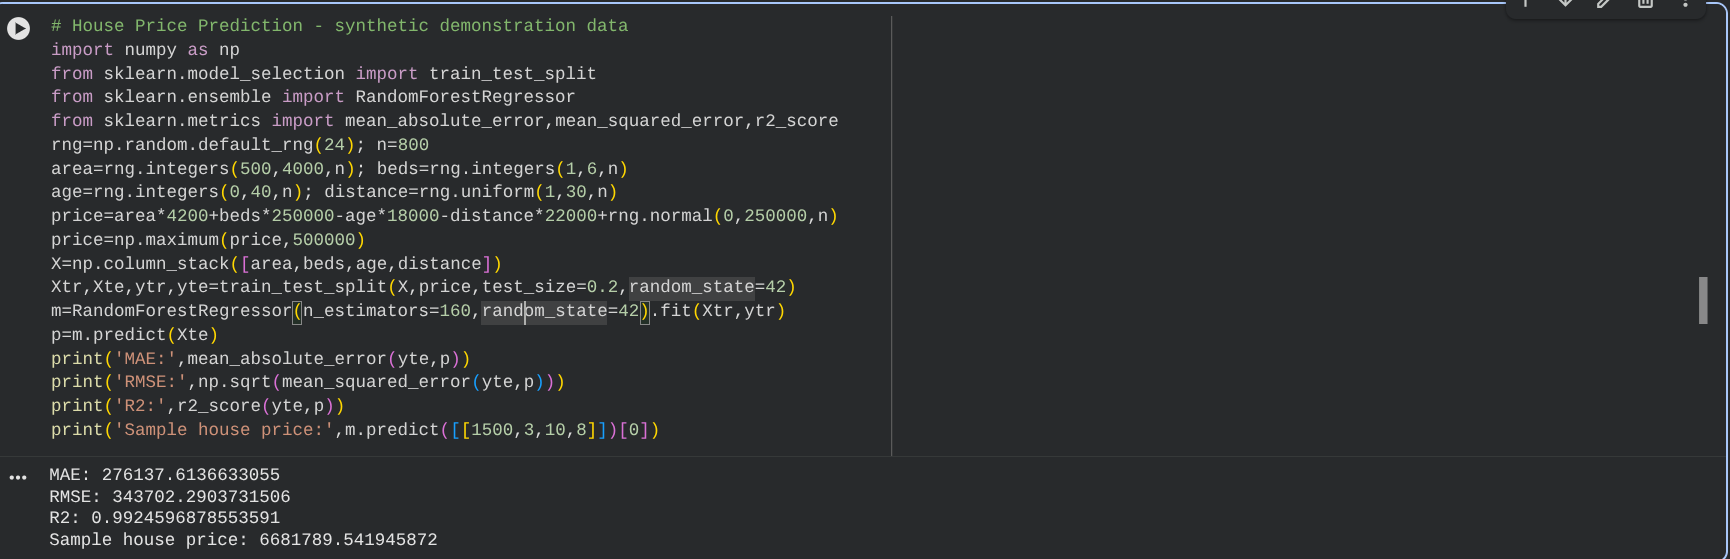 # House Price Prediction - synthetic demonstration data
import numpy as np
from sklearn.model_selection import train_test_split
from sklearn.ensemble import RandomForestRegressor
from sklearn.metrics import mean_absolute_error,mean_squared_error,r2_score
rng=np.random.default_rng(24); n=800
area=rng.integers(500,4000,n); beds=rng.integers(1,6,n)
age=rng.integers(0,40,n); distance=rng.uniform(1,30,n)
price=area*4200+beds*250000-age*18000-distance*22000+rng.normal(0,250000,n)
price=np.maximum(price,500000)
X=np.column_stack([area,beds,age,distance])
Xtr,Xte,ytr,yte=train_test_split(X,price,test_size=0.2,random_state=42)
m=RandomForestRegressor(n_estimators=160,random_state=42).fit(Xtr,ytr)
p=m.predict(Xte)
print('MAE:',mean_absolute_error(yte,p))
print('RMSE:',np.sqrt(mean_squared_error(yte,p)))
print('R2:',r2_score(yte,p))
print('Sample house price:',m.predict([[1500,3,10,8]])[0])
MAE: 276137.6136633055
RMSE: 343702.2903731506
R2: 0.9924596878553591
Sample house price: 6681789.541945872